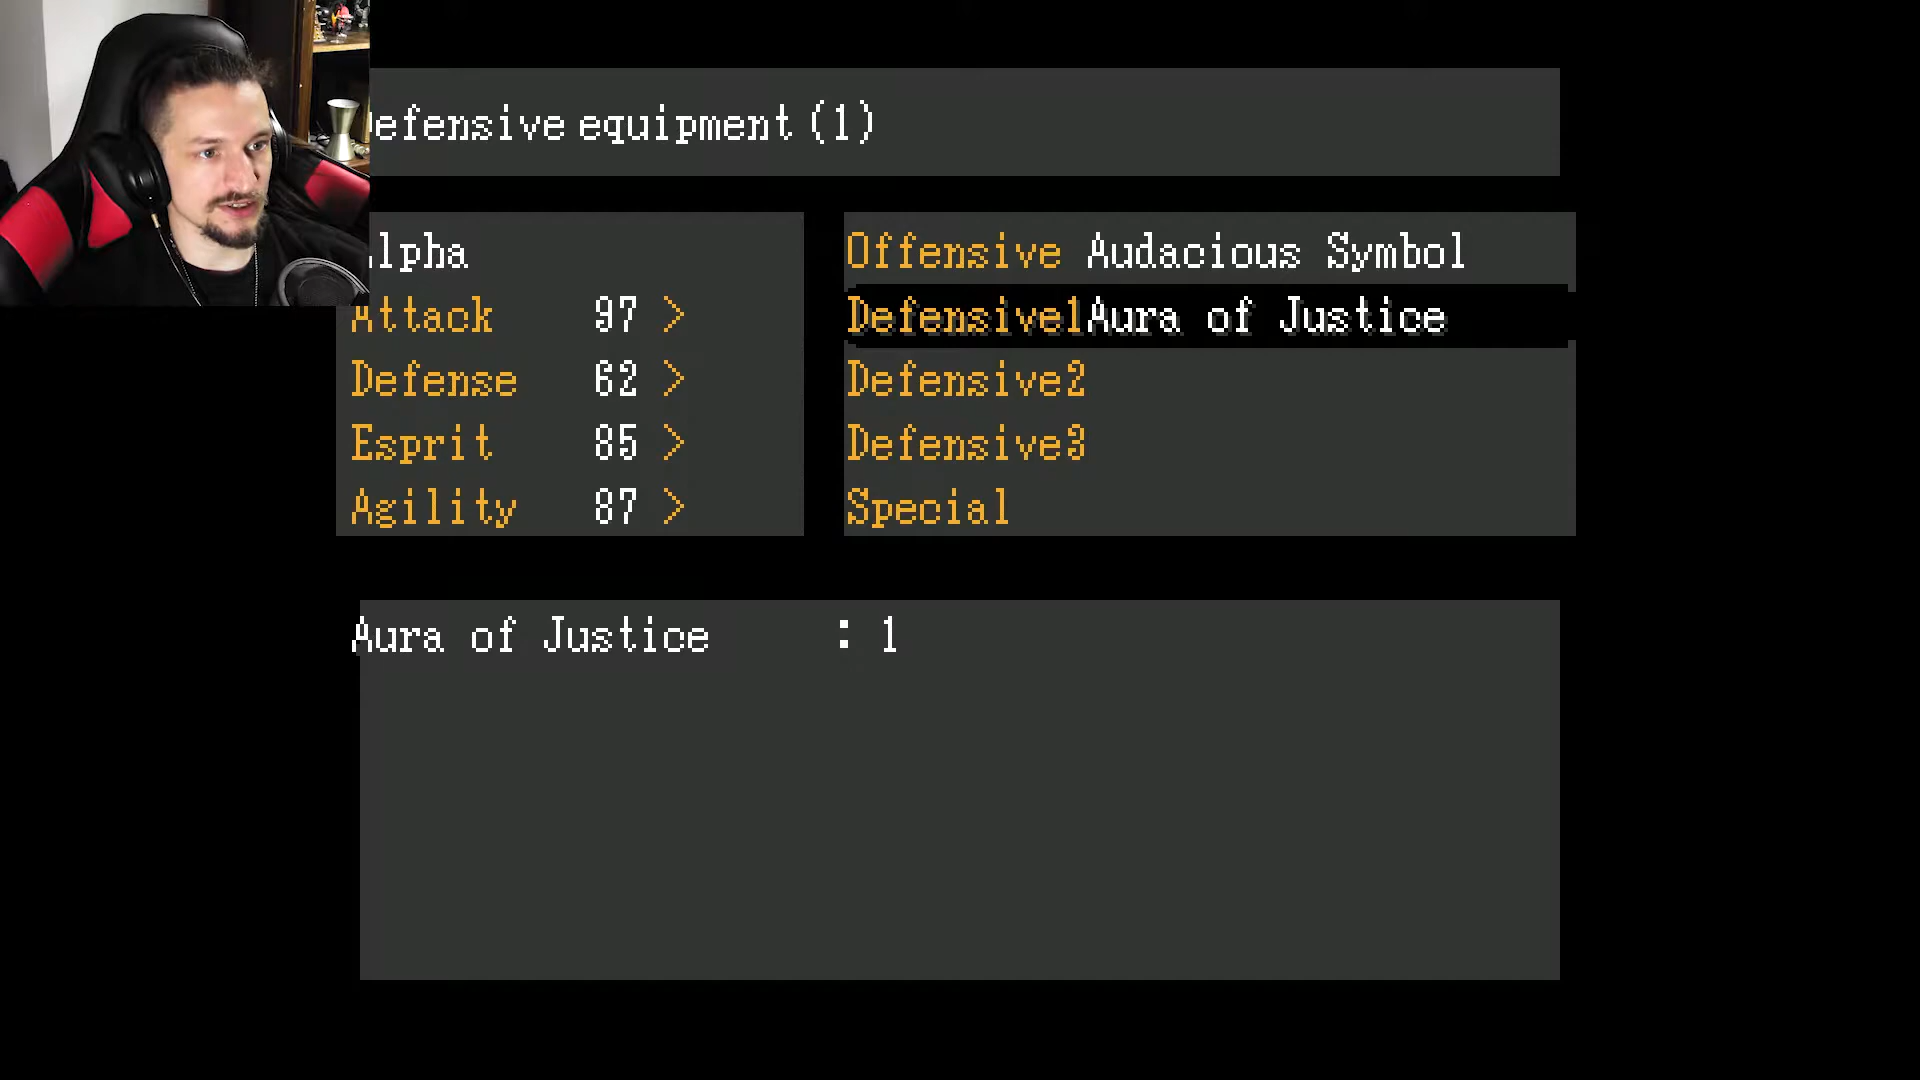 efensive equipment (1)
lpha
Attack 97 >
Defense 62 >
Esprit 85 >
Agility 87 >
Offensive Audacious Symbol
Defensive1Aura of Justice
Defensive2
Defensive3
Special
Aura of Justice : 1